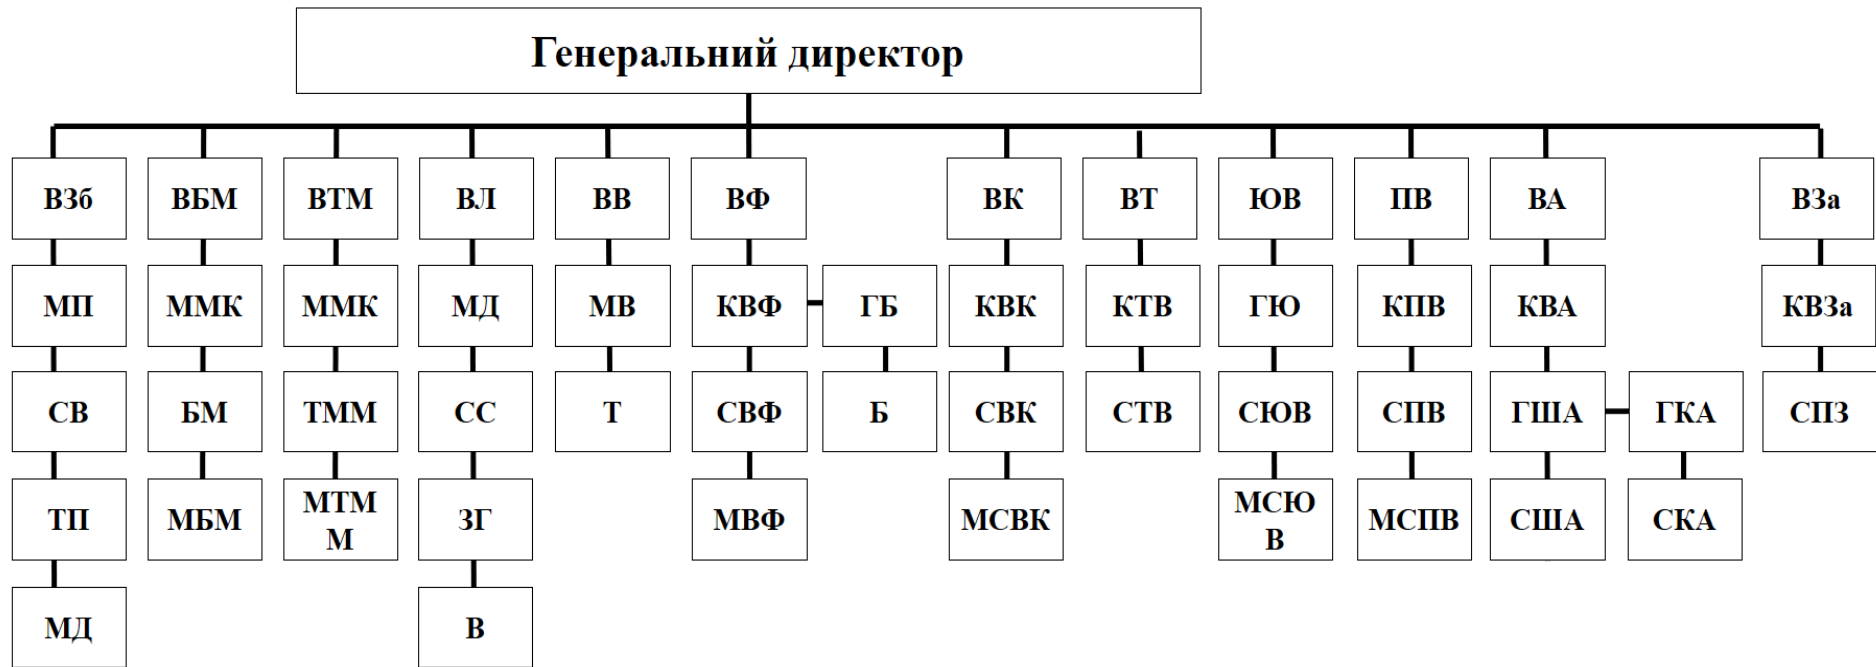 Генеральний директор
ВЗб
ВБМ
ВТМ
ВЛ
ВВ
ВФ
ВК
ВТ
ЮВ
ПВ
ВА
ВЗа
МП
ММК
ММК
МД
МВ
КВФ
ГБ
КВК
КТВ
ГЮ
КПВ
КВА
КВЗа
СВ
БМ
ТММ
СС
Т
СВФ
Б
СВК
СТВ
СЮВ
СПВ
ГША
ГКА
СПЗ
ТП
МБМ
МТМ
М
ЗГ
МВФ
МСВК
МСЮ
В
МСПВ
США
СКА
МД
В